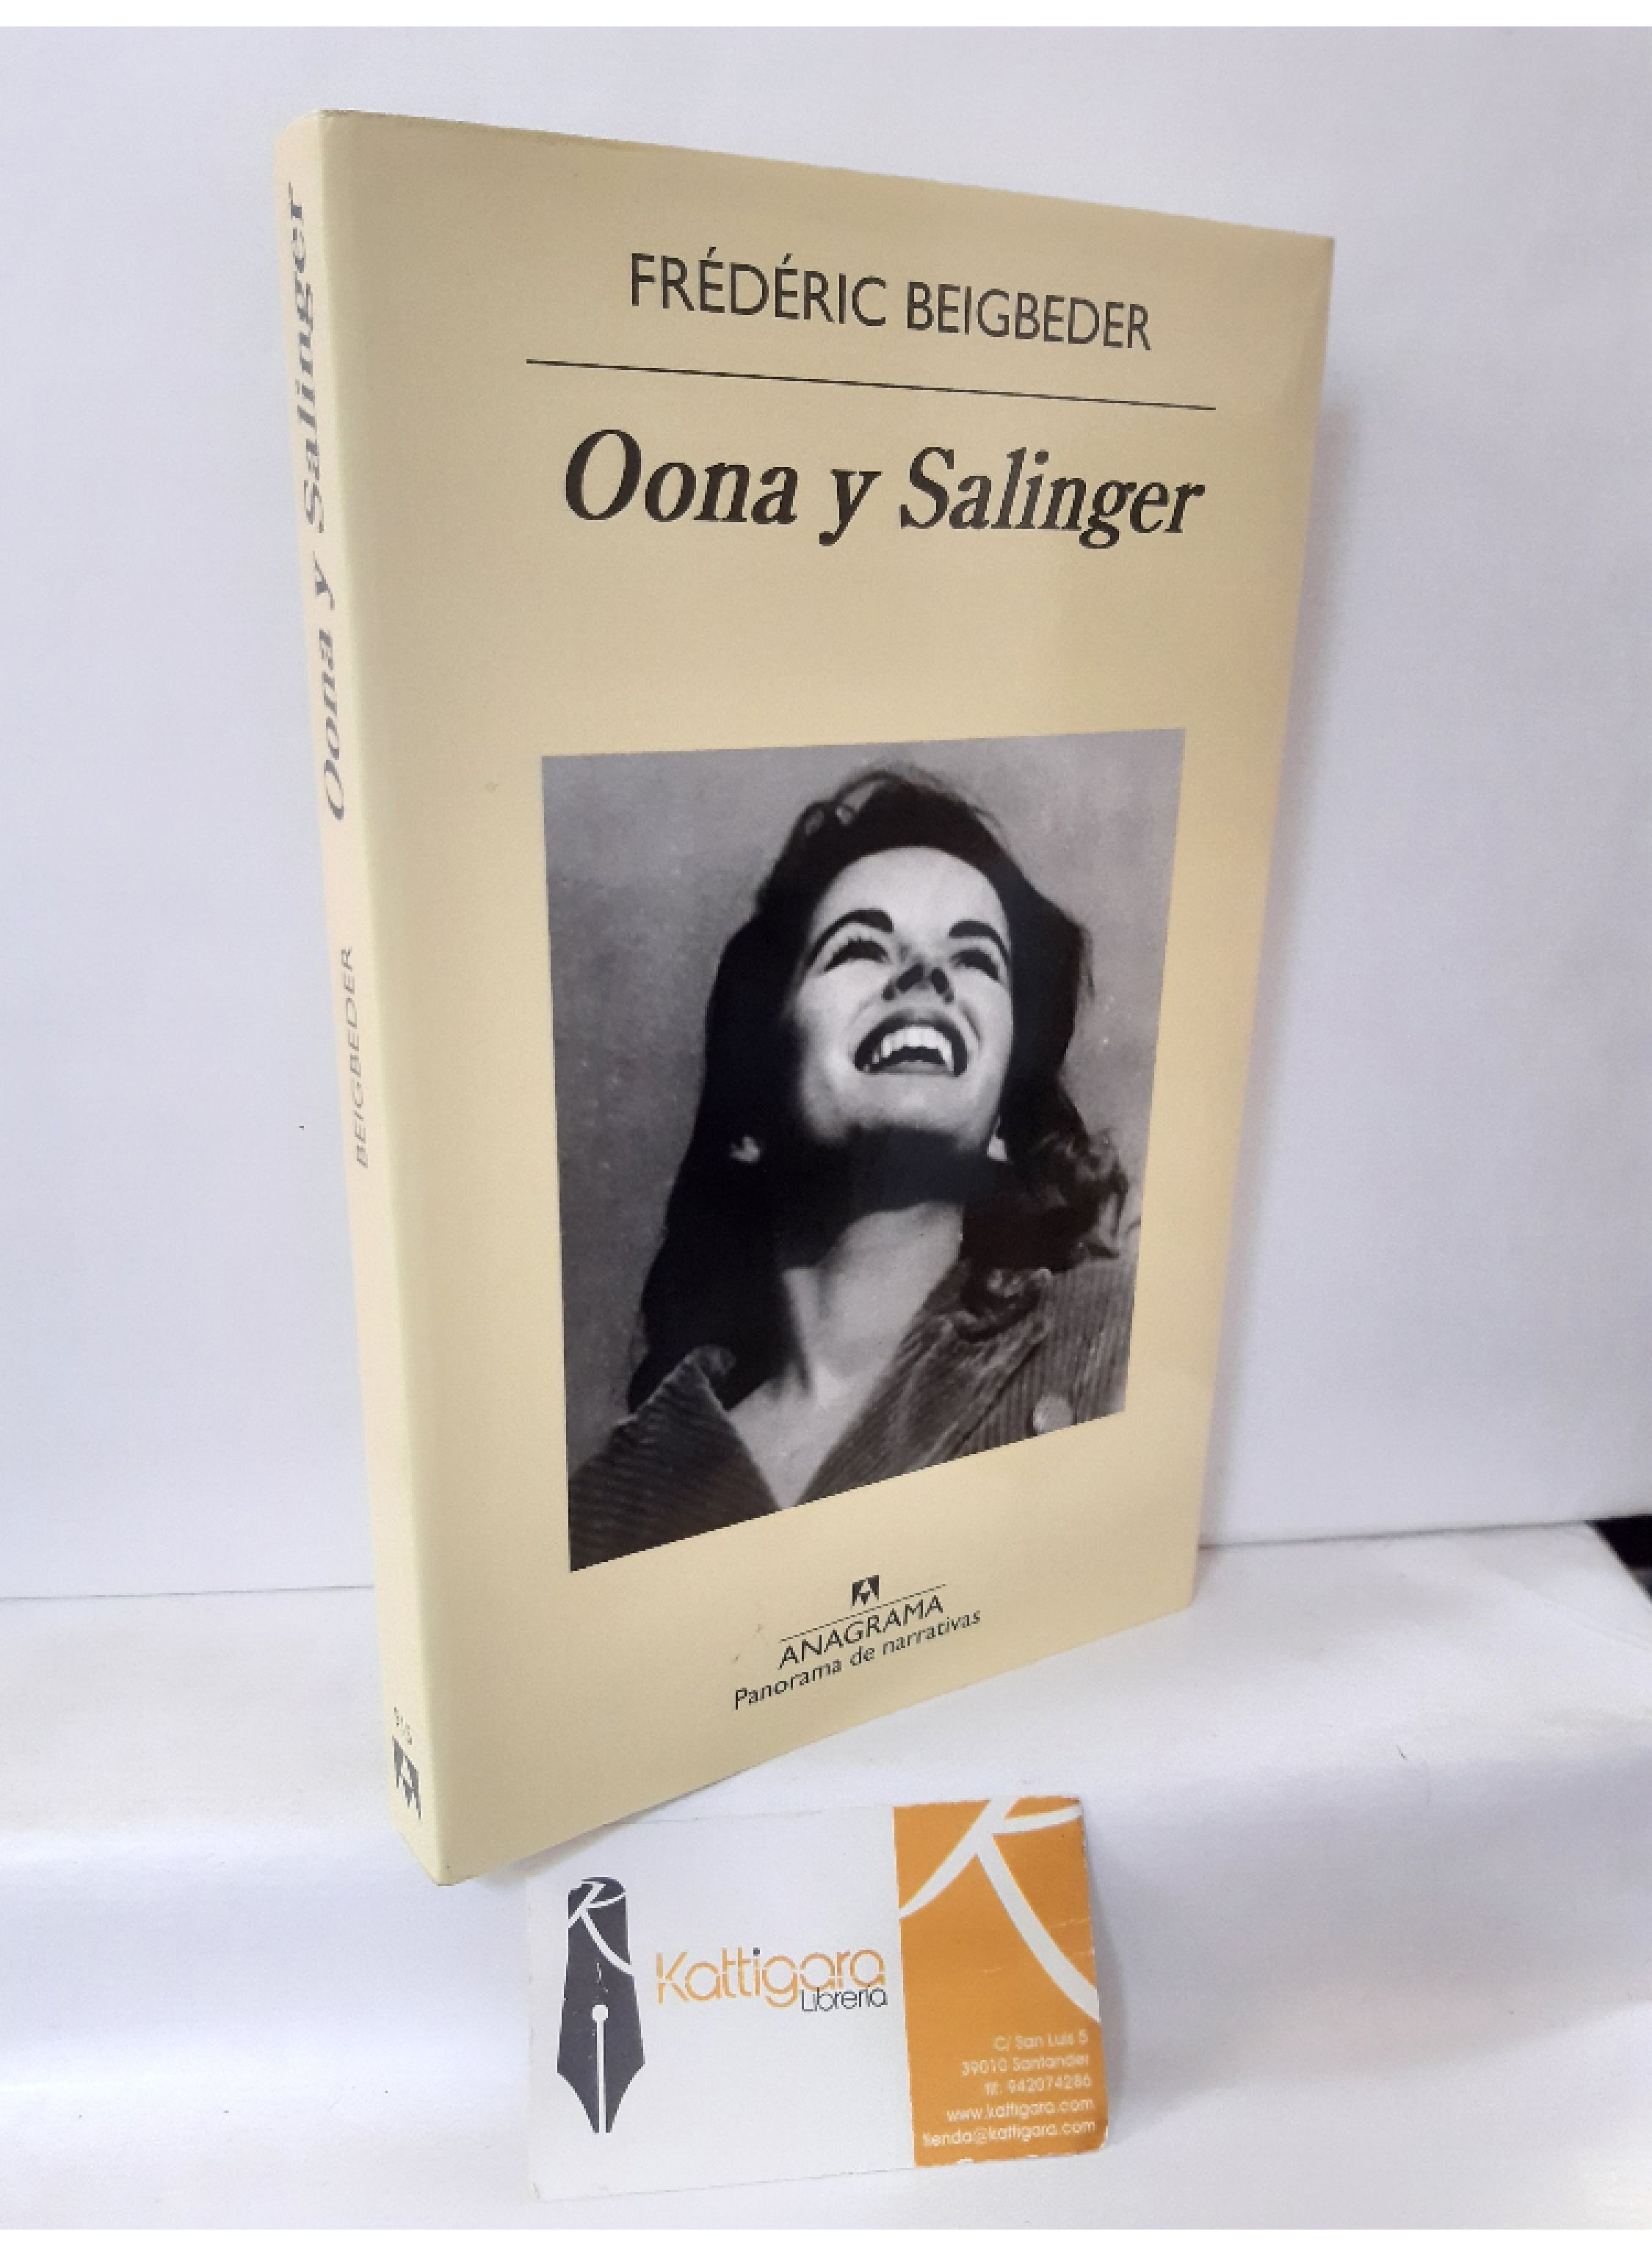 FRÉDÉRIC BEIGBEDER
Oona y Salinger
ANAGRAMA
Panorama de narrativas
Oona y Salinger
BEIGBEDER
915
Kattigara
Librería
C/ San Luis 5
39010 Santander
tlf. 942074286
www.kattigara.com
tienda@kattigara.com